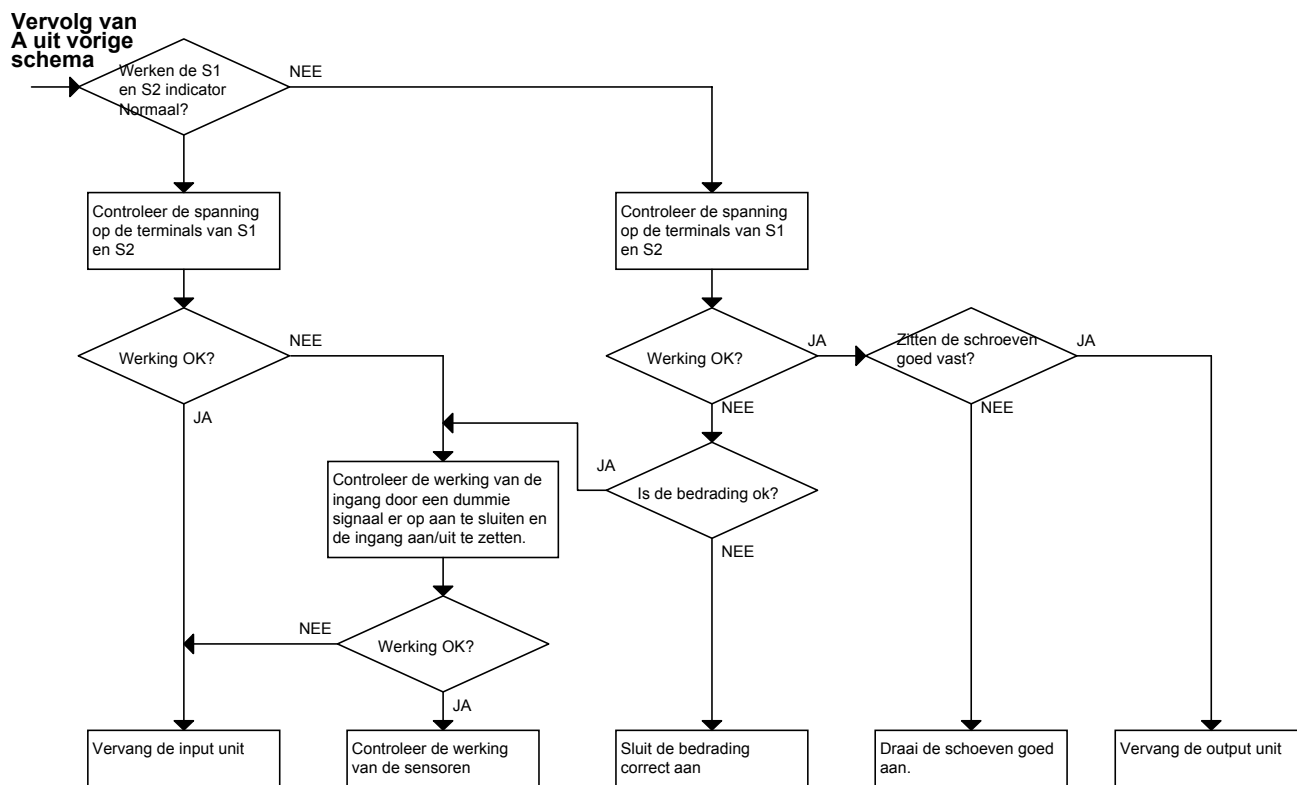 Vervolg van
A uit vorige
schema
Werken de S1
en S2 indicator
Normaal?
NEE
Controleer de spanning
op de terminals van S1
en S2
Controleer de spanning
op de terminals van S1
en S2
Werking OK?
NEE
JA
Werking OK?
JA
NEE
Zitten de schroeven
goed vast?
JA
NEE
Controleer de werking van de
ingang door een dummie
signaal er op aan te sluiten en
de ingang aan/uit te zetten.
JA
Is de bedrading ok?
NEE
NEE
Werking OK?
JA
Vervang de input unit
Controleer de werking
van de sensoren
Sluit de bedrading
correct aan
Draai de schoeven goed
aan.
Vervang de output unit